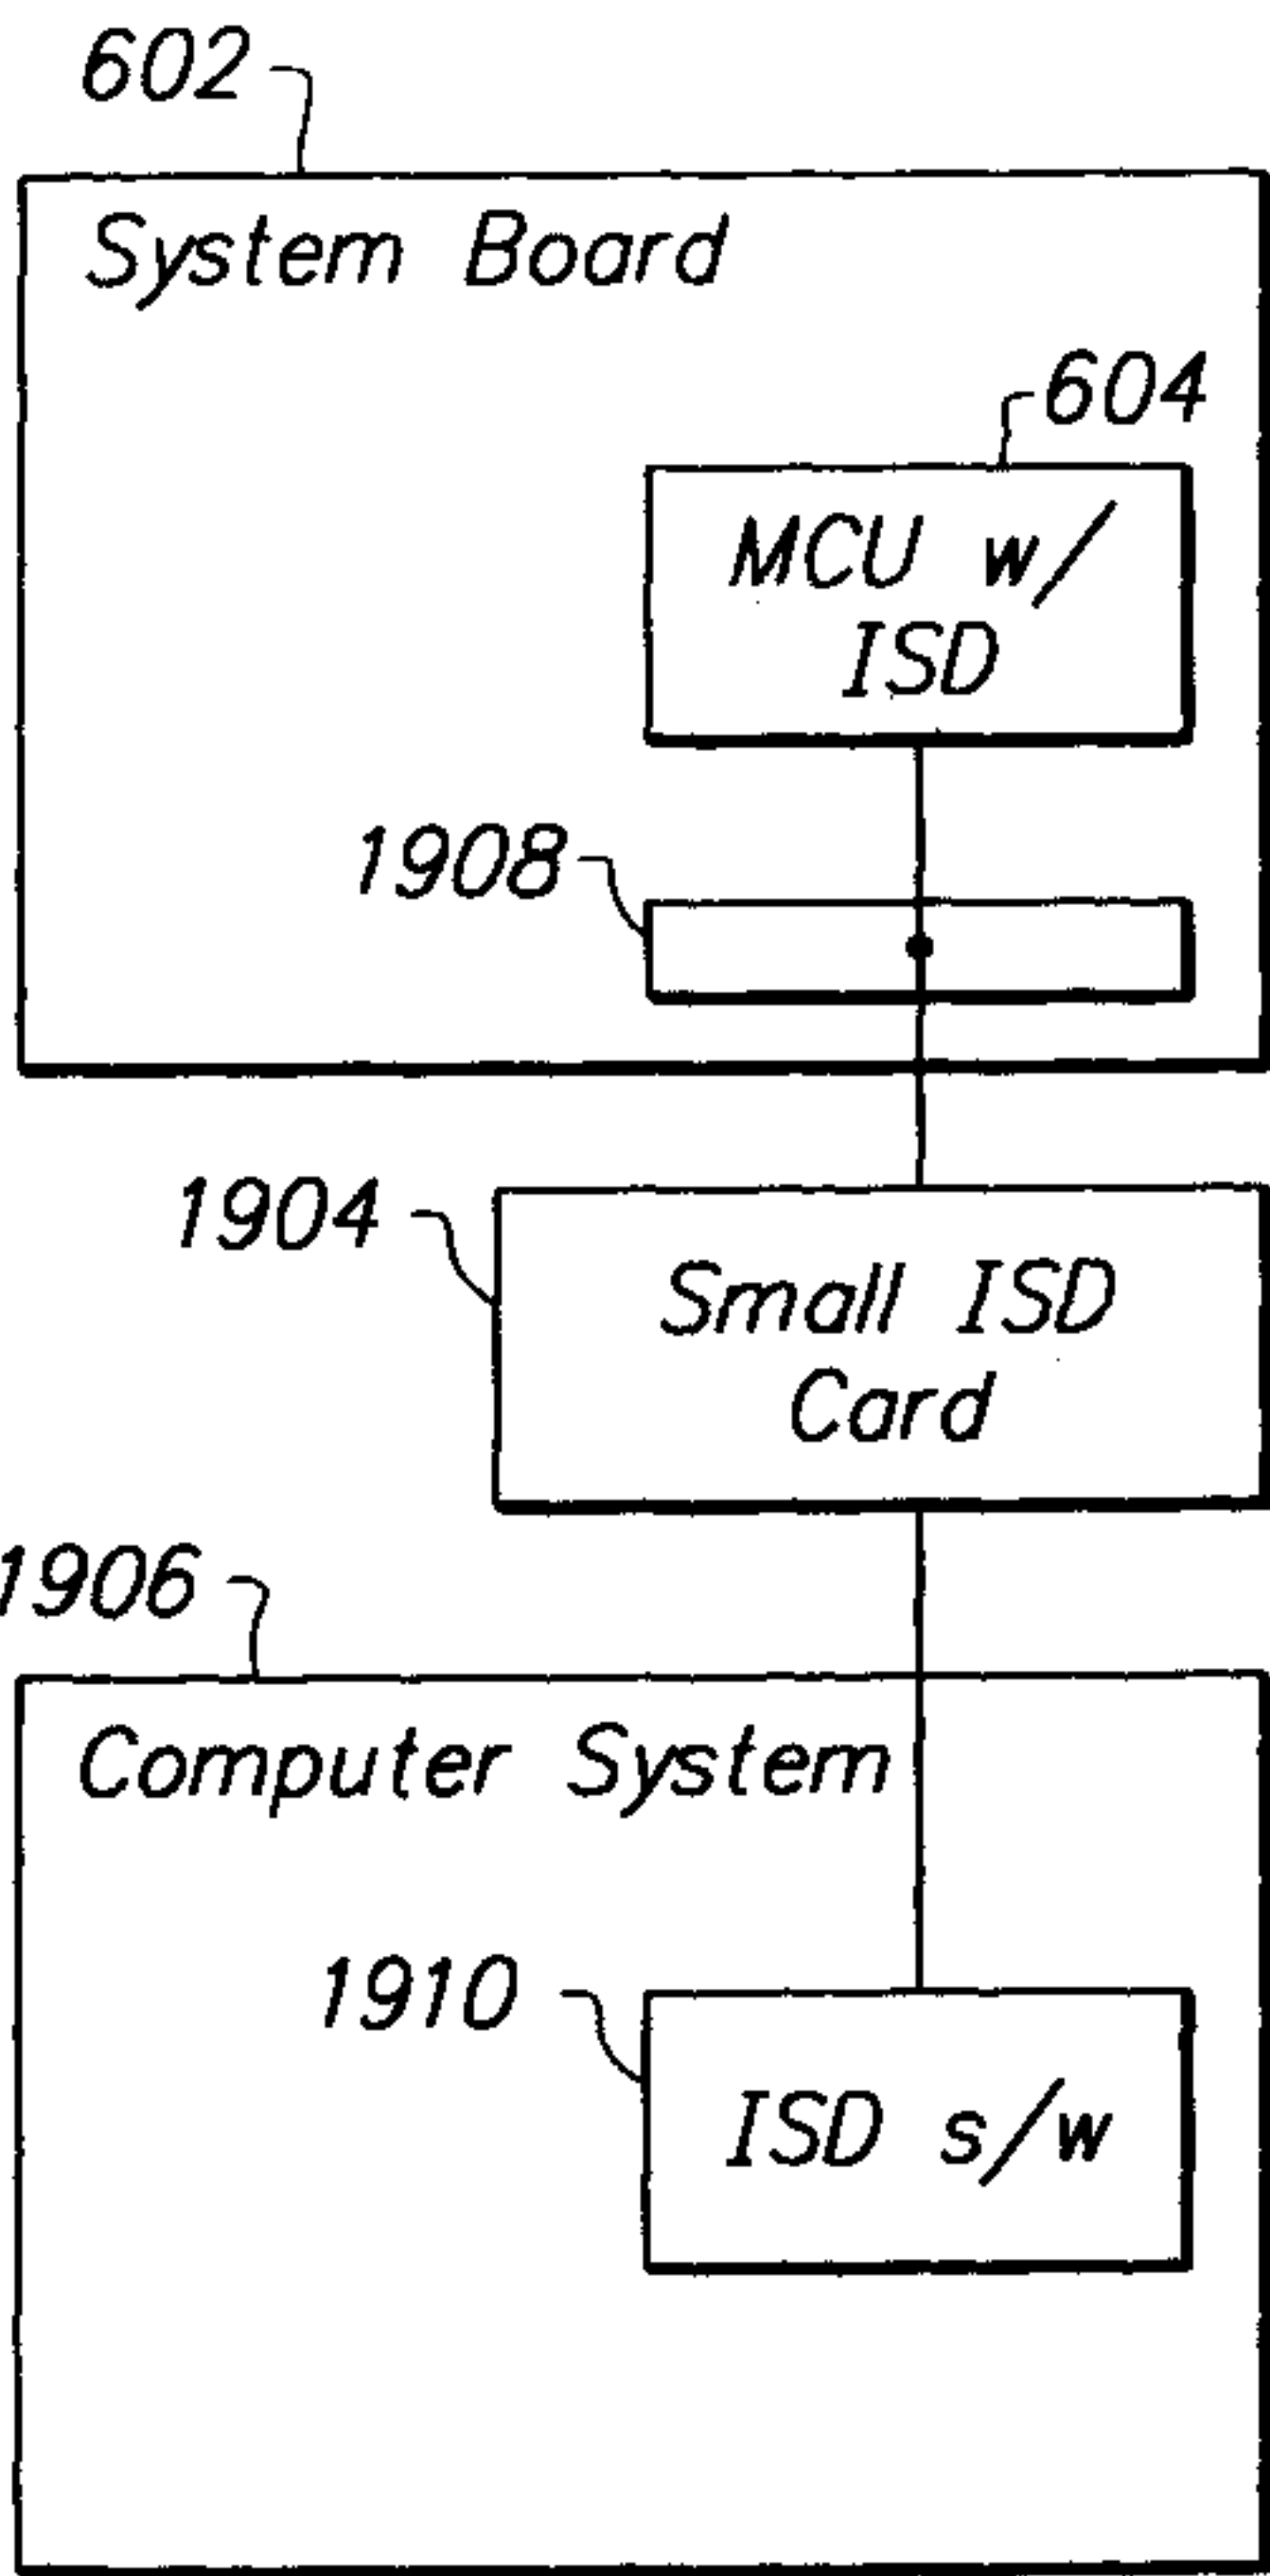 602
System Board
604
MCU w/
ISD
1908
1904
Small ISD
Card
1906
Computer System
1910
ISD s/w